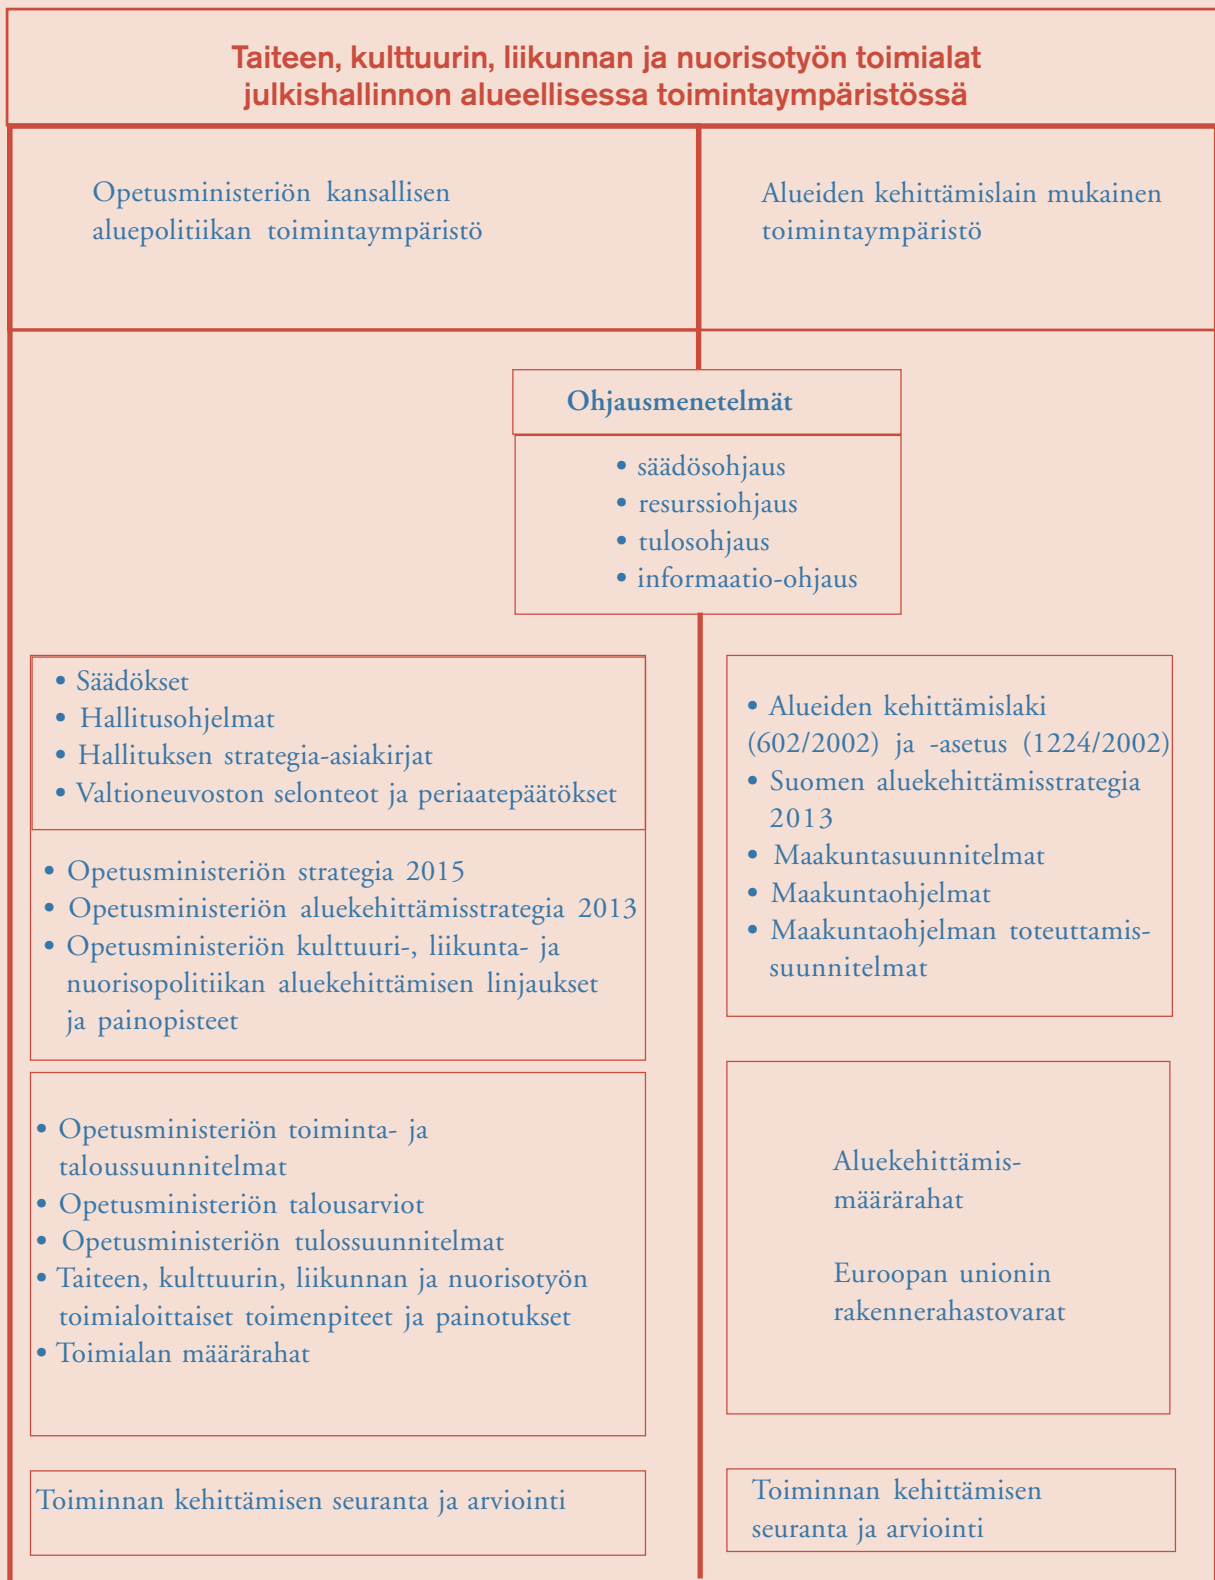 Taiteen, kulttuurin, liikunnan ja nuorisotyön toimialat
julkishallinnon alueellisessa toimintaympäristössä
Opetusministeriön kansallisen
aluepolitiikan toimintaympäristö
Alueiden kehittämislain mukainen
toimintaympäristö
Ohjausmenetelmät
• säädösohjaus
• resurssiohjaus
• tulosohjaus
• informaatio-ohjaus
• Säädökset
• Hallitusohjelmat
• Hallituksen strategia-asiakirjat
• Valtioneuvoston selonteot ja periaatepäätökset
• Opetusministeriön strategia 2015
• Opetusministeriön aluekehittämisstrategia 2013
• Opetusministeriön kulttuuri-, liikunta- ja
nuorisopolitiikan aluekehittämisen linjaukset
ja painopisteet
• Opetusministeriön toiminta- ja
taloussuunnitelmat
• Opetusministeriön talousarviot
• Opetusministeriön tulossuunnitelmat
• Taiteen, kulttuurin, liikunnan ja nuorisotyön
toimialoittaiset toimenpiteet ja painotukset
• Toimialan määrärahat
Toiminnan kehittämisen seuranta ja arviointi
• Alueiden kehittämislaki
(602/2002) ja -asetus (1224/2002)
• Suomen aluekehittämisstrategia
2013
• Maakuntasuunnitelmat
• Maakuntaohjelmat
• Maakuntaohjelman toteuttamis-
suunnitelmat
Aluekehittämis-
määrärahat
Euroopan unionin
rakennerahastovarat
Toiminnan kehittämisen
seuranta ja arviointi